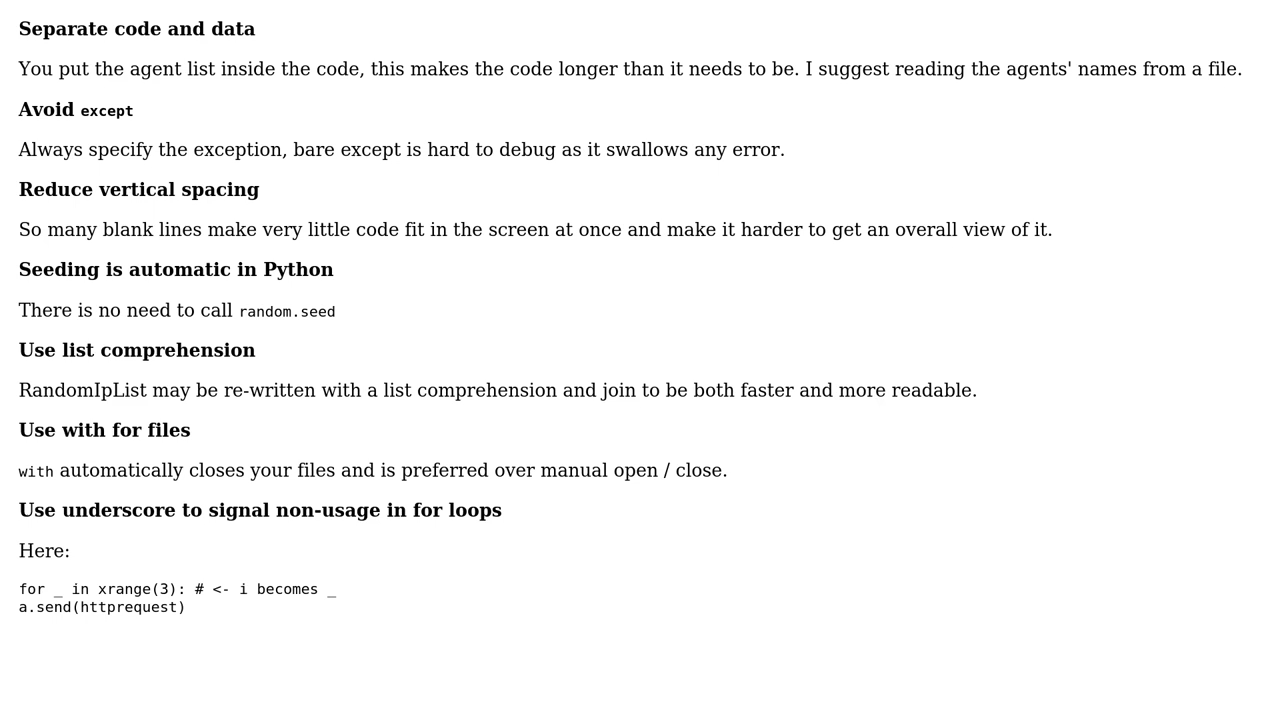 Separate code and data
You put the agent list inside the code, this makes the code longer than it needs to be. I suggest reading the agents' names from a file.
Avoid except
Always specify the exception, bare except is hard to debug as it swallows any error.
Reduce vertical spacing
So many blank lines make very little code fit in the screen at once and make it harder to get an overall view of it.
Seeding is automatic in Python
There is no need to call random.seed
Use list comprehension
RandomIpList may be re-written with a list comprehension and join to be both faster and more readable.
Use with for files
with automatically closes your files and is preferred over manual open / close.
Use underscore to signal non-usage in for loops
Here:
for _ in xrange(3): # <- i becomes _
a.send(httprequest)